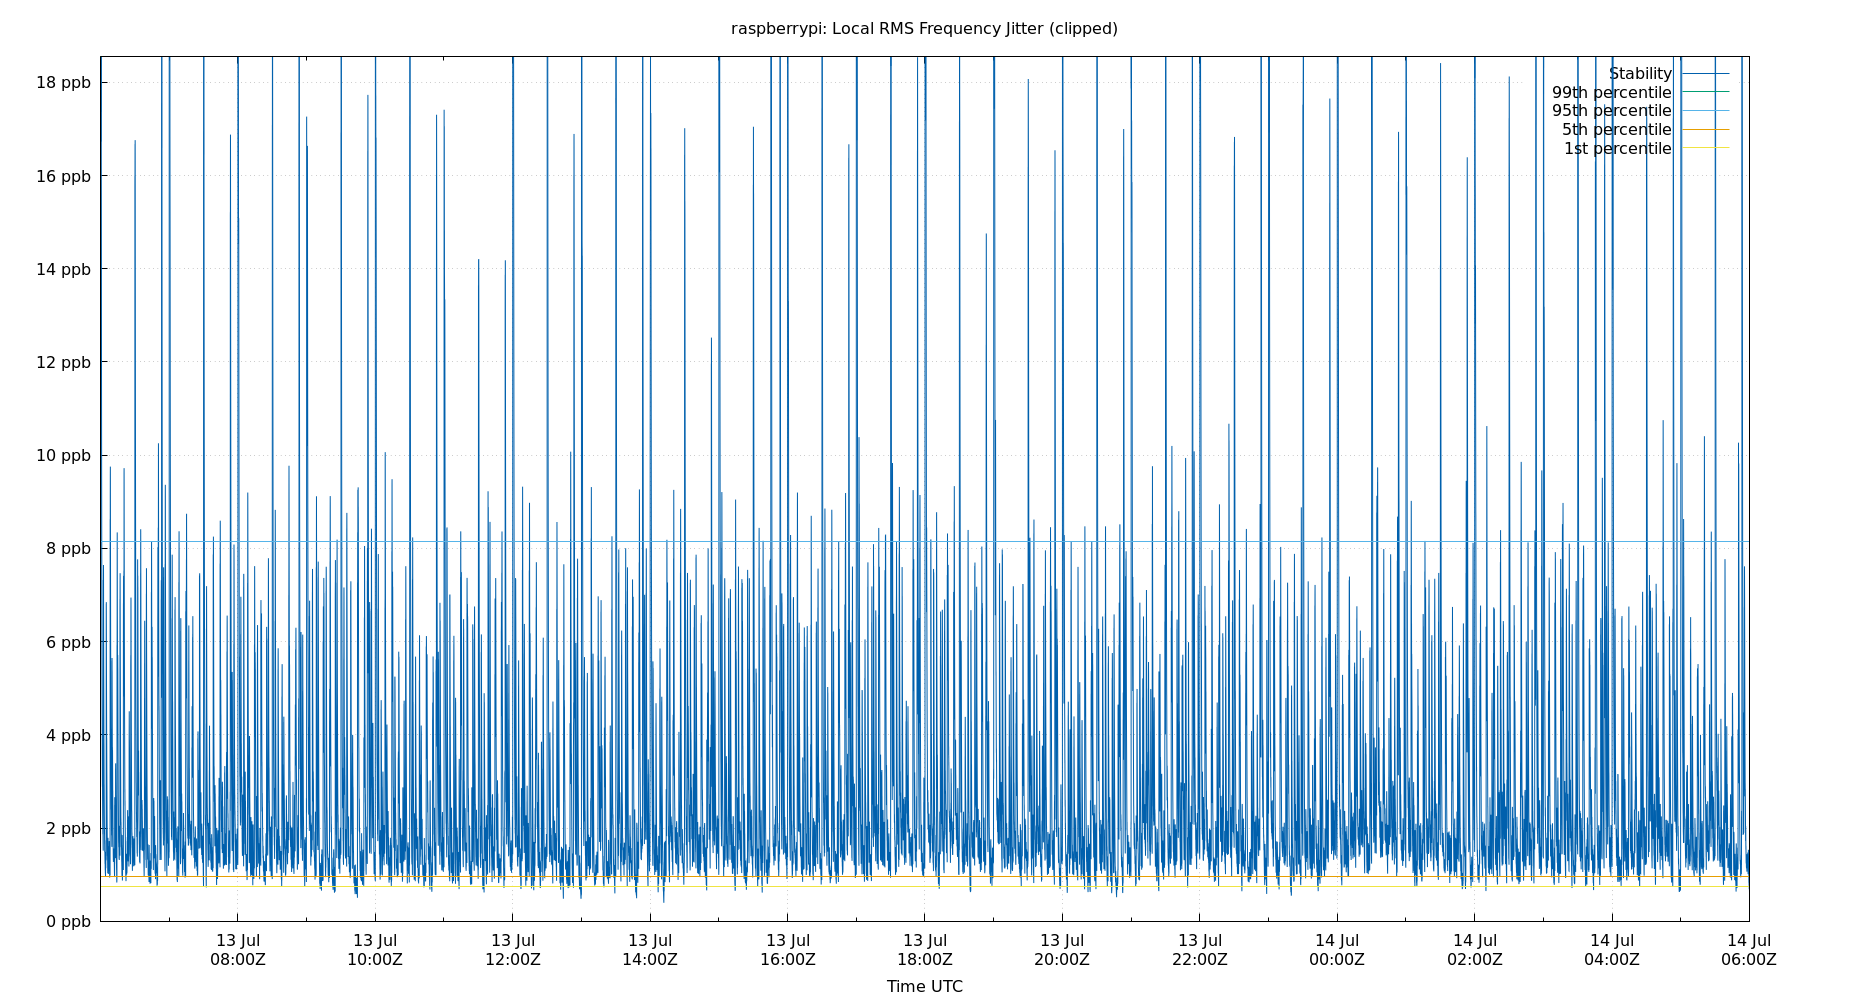 raspberrypi: Local RMS Frequency Jitter (clipped)
18 ppb
16 ppb
14 ppb
12 ppb
10 ppb
8 ppb
6 ppb
4 ppb
2 ppb
0 ppb
Stability
99th percentile
95th percentile
5th percentile
1st percentile
13 Jul 13 Jul 13 Jul 13 Jul 13 Jul 13 Jul 13 Jul 13 Jul 14 Jul 14 Jul 14 Jul 14 Jul
08:00Z 10:00Z 12:00Z 14:00Z 16:00Z 18:00Z 20:00Z 22:00Z 00:00Z 02:00Z 04:00Z 06:00Z
Time UTC